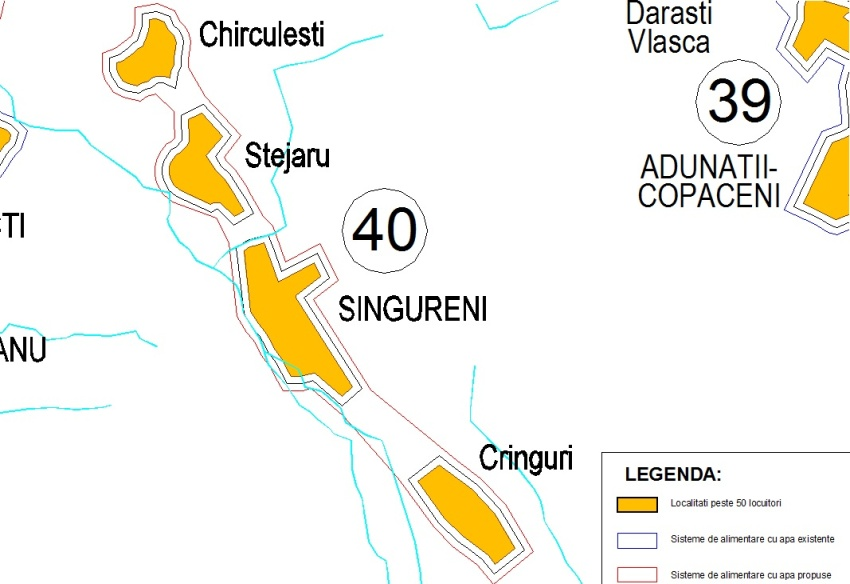 Chirculesti
Darasti
Vlasca
39
Stejaru
ADUNATII-
COPACENI
TI
40
SINGURENI
ANU
Cringuri
LEGENDA:
Localitati peste 50 locuitori
Sisteme de alimentare cu apa existente
Sisteme de alimentare cu apa propuse